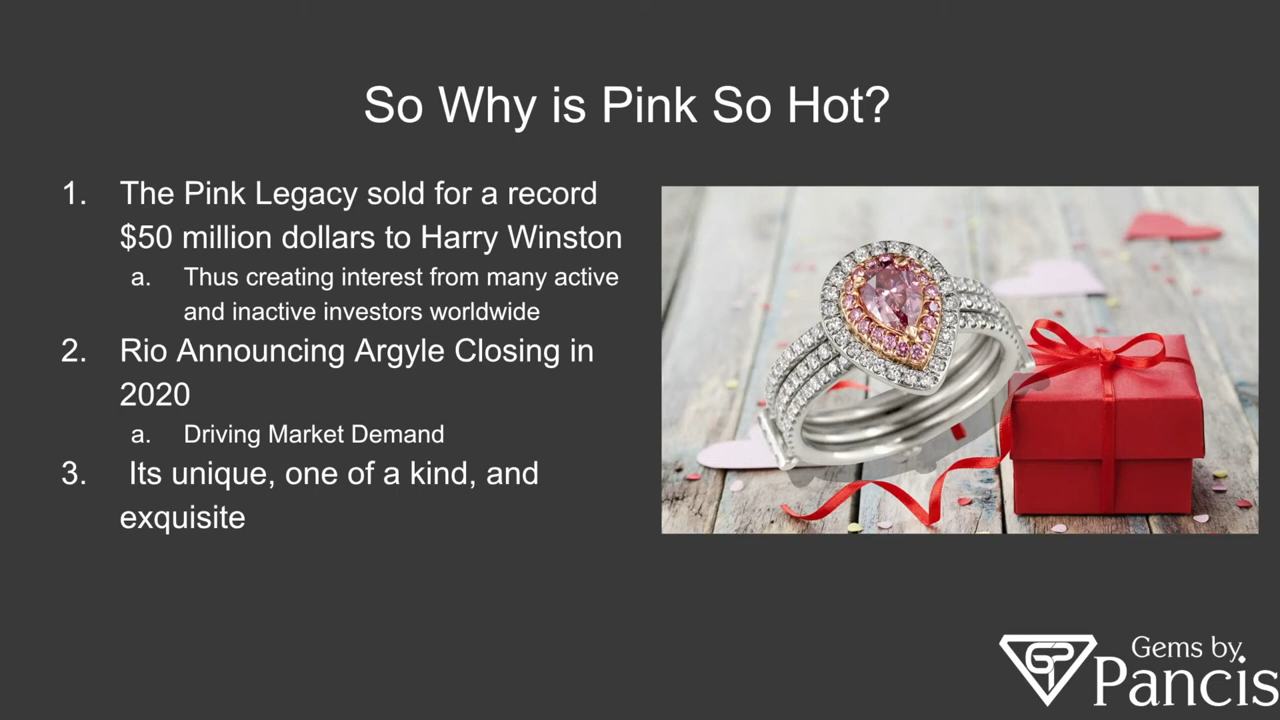 So Why is Pink So Hot?
1. The Pink Legacy sold for a record
$50 million dollars to Harry Winston
a. Thus creating interest from many active
and inactive investors worldwide
2. Rio Announcing Argyle Closing in
2020
a. Driving Market Demand
3. Its unique, one of a kind, and
exquisite
GP
Gems by
Pancis